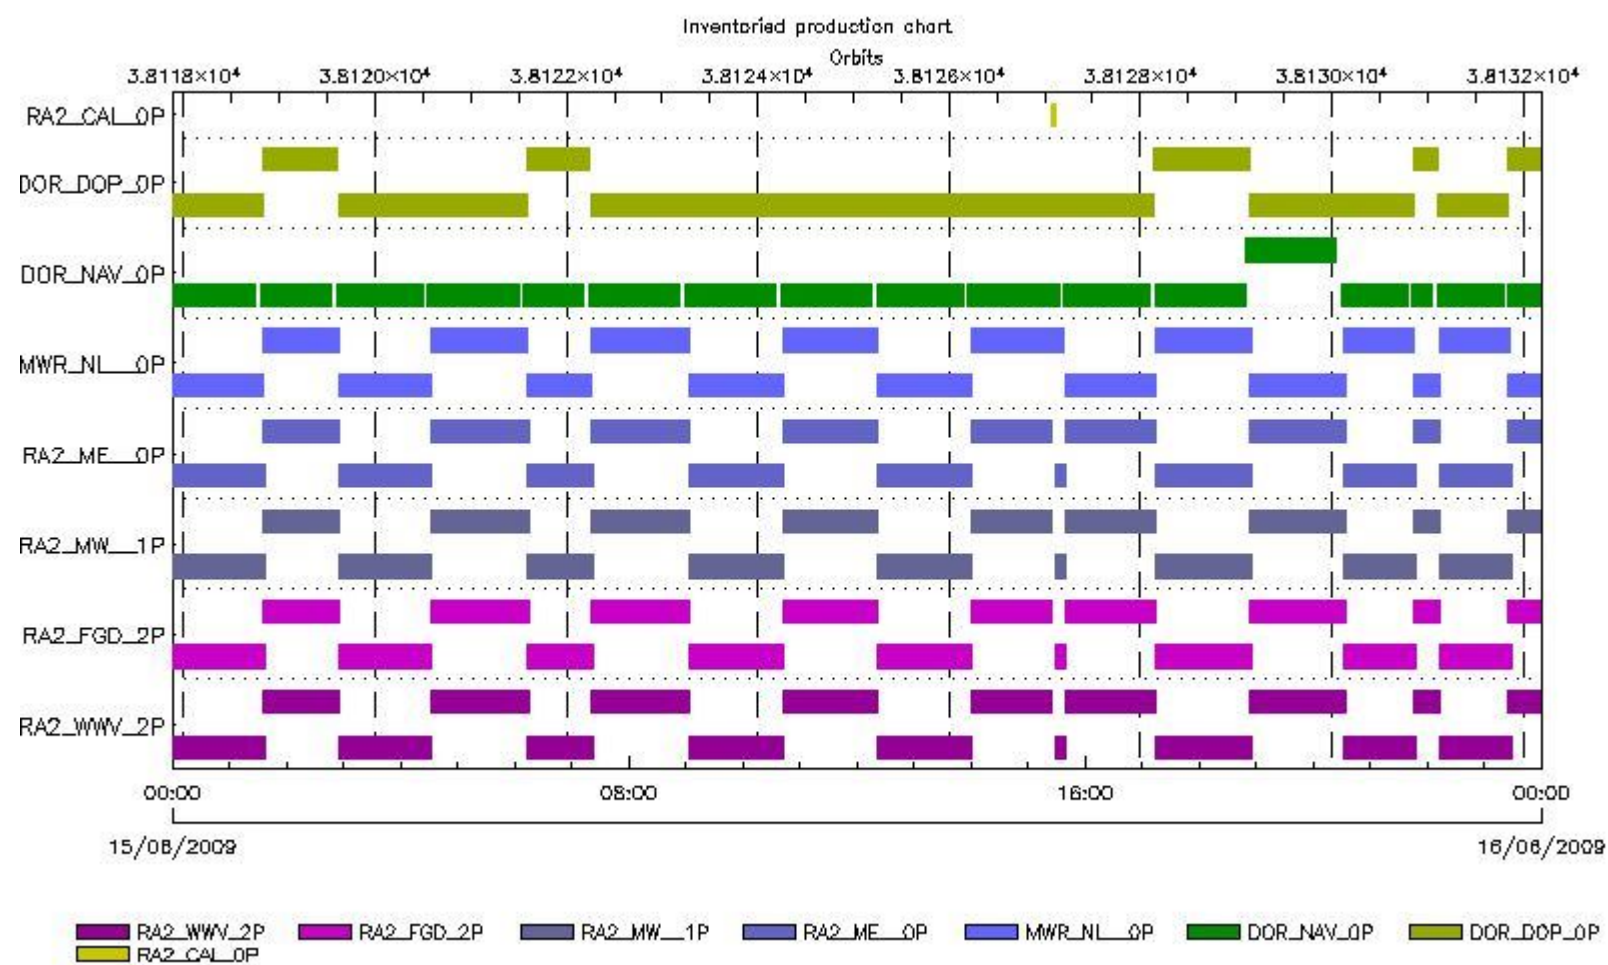 Inventoried production chart
Orbits
3.8118×10⁴ 3.8120×10⁴ 3.8122×10⁴ 3.8124×10⁴ 3.8126×10⁴ 3.8128×10⁴ 3.8130×10⁴ 3.8132×10⁴
RA2_CAL_0P
DOR_DOP_0P
DOR_NAV_0P
MWR_NL__0P
RA2_ME__0P
RA2_MW__1P
RA2_FGD_2P
RA2_WWV_2P
00:00 08:00 16:00 00:00
15/06/2009 16/06/2009
RA2_WWV_2P RA2_FGD_2P RA2_MW__1P RA2_ME__0P MWR_NL__0P DOR_NAV_0P DOR_DOP_0P
RA2_CAL_0P